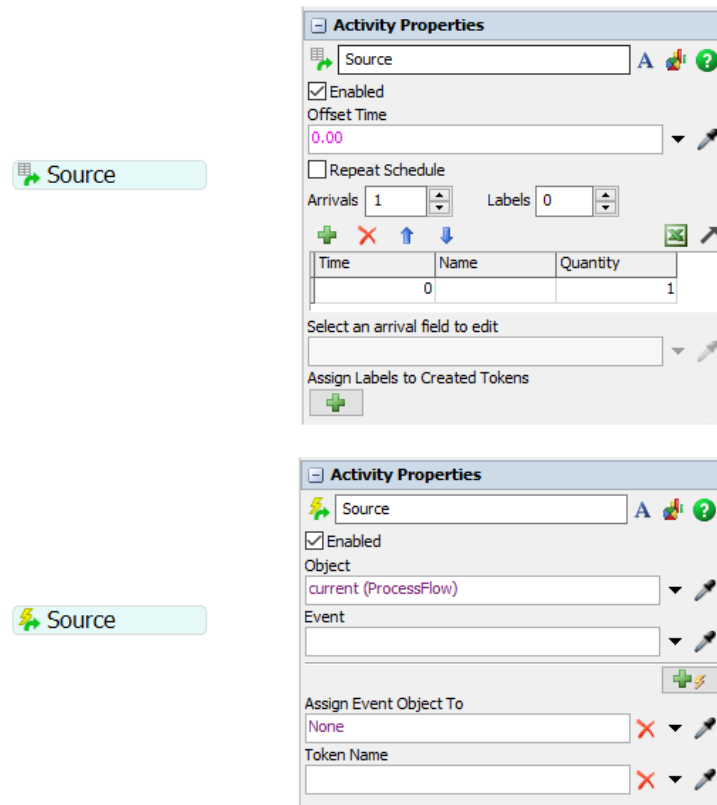 Activity Properties
Source
A
?
Enabled
Offset Time
0.00
Source
Repeat Schedule
Arrivals 1 Labels 0
Time Name Quantity
0 1
Select an arrival field to edit
Assign Labels to Created Tokens
Activity Properties
Source
A
?
Enabled
Object
current (ProcessFlow)
Source
Event
Assign Event Object To
None
Token Name